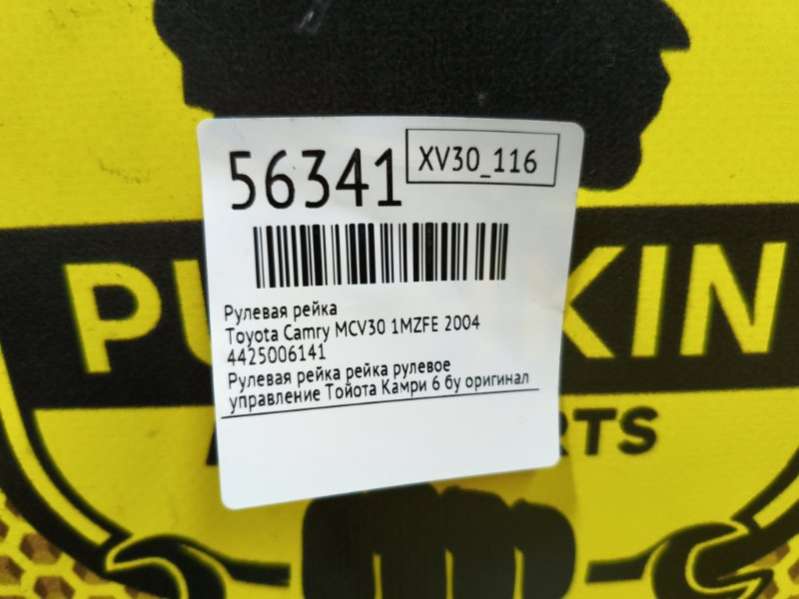 56341
XV30_116
Рулевая рейка
Toyota Camry MCV30 1MZFE 2004
4425006141
Рулевая рейка рейка рулевое
управление Тойота Камри 6 бу оригинал